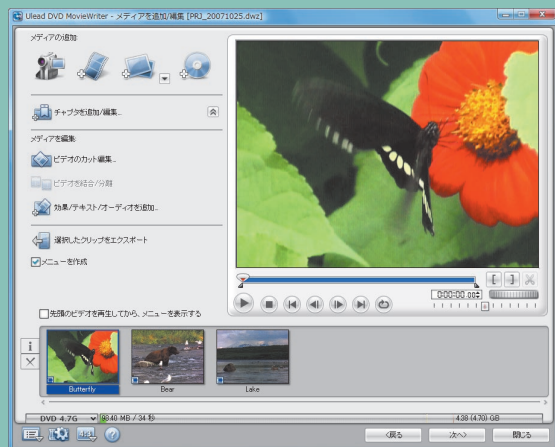 Ulead DVD MovieWriter - メディアを追加/編集 [PRJ_20071025.dwz]
メディアの追加:
チャプタを追加/編集...
メディアを編集:
ビデオのカット編集...
ビデオを結合/分割
効果/テキスト/オーディオを追加...
選択したクリップをエクスポート
メニューを作成
先頭のビデオを再生してから、メニューを表示する
0:00:00.00
Butterfly
Bear
Lake
DVD 4.7G
98.40 MB / 34 秒
4.38 (4.70) GB
<戻る
次へ>
閉じる